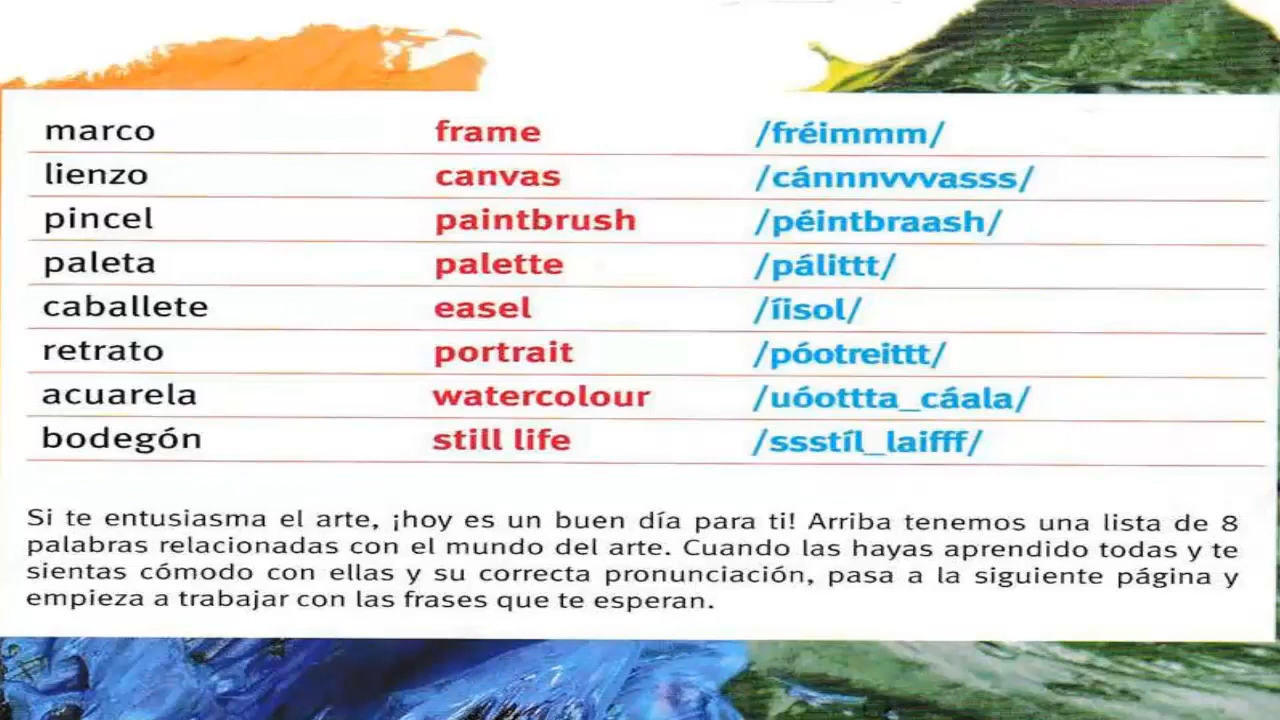 marco frame /fréimmm/
lienzo canvas /cánnnvvvasss/
pincel paintbrush /péintbraash/
paleta palette /pálittt/
caballete easel /íisol/
retrato portrait /póotreittt/
acuarela watercolour /uóottta_cáala/
bodegón still life /ssstíl_laifff/
Si te entusiasma el arte, ¡hoy es un buen día para ti! Arriba tenemos una lista de 8
palabras relacionadas con el mundo del arte. Cuando las hayas aprendido todas y te
sientas cómodo con ellas y su correcta pronunciación, pasa a la siguiente página y
empieza a trabajar con las frases que te esperan.